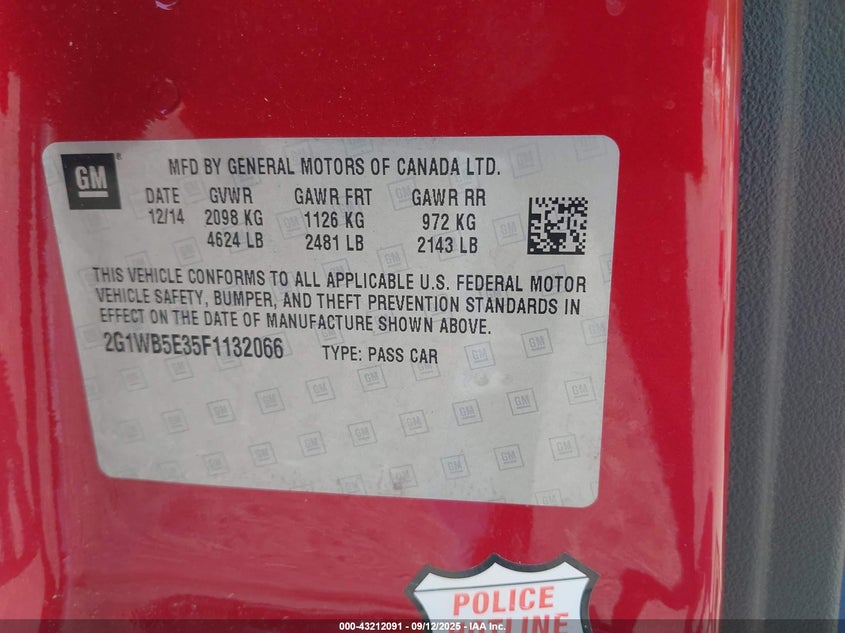 GM
MFD BY GENERAL MOTORS OF CANADA LTD.
DATE GVWR GAWR FRT GAWR RR
12/14 2098 KG 1126 KG 972 KG
4624 LB 2481 LB 2143 LB
THIS VEHICLE CONFORMS TO ALL APPLICABLE U.S. FEDERAL MOTOR
VEHICLE SAFETY, BUMPER, AND THEFT PREVENTION STANDARDS IN
EFFECT ON THE DATE OF MANUFACTURE SHOWN ABOVE.
2G1WB5E35F1132066 TYPE: PASS CAR
POLICE
LINE
000-43212091 - 09/12/2025 - IAA Inc.